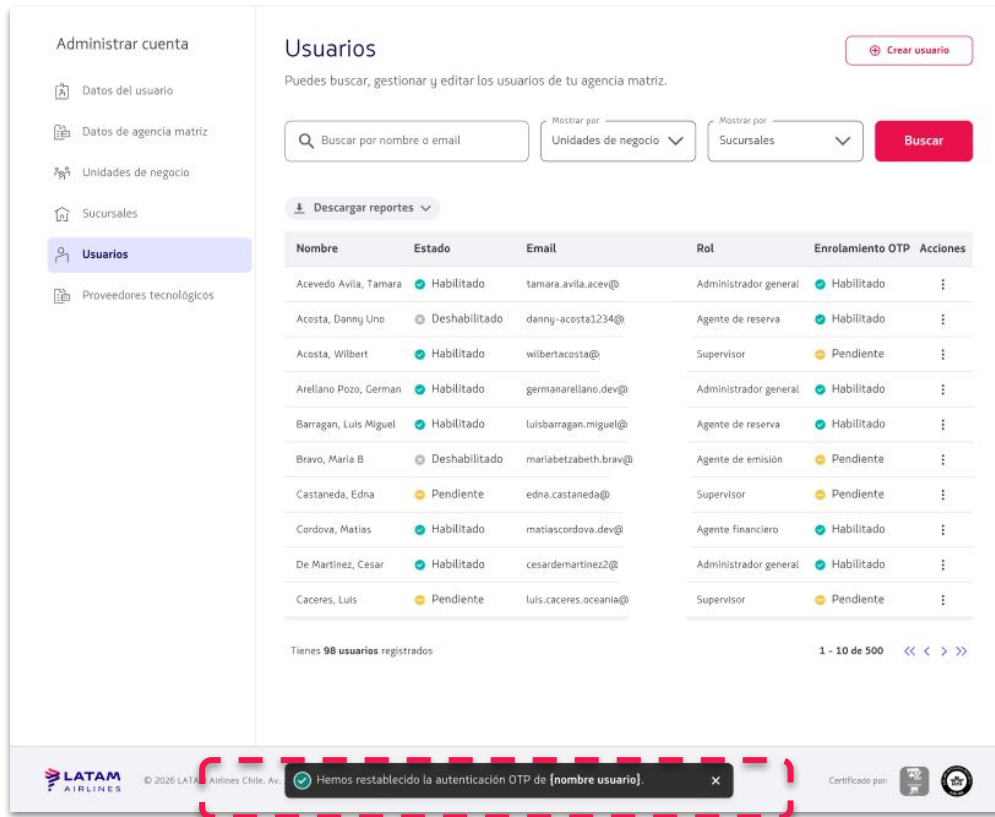 Administrar cuenta
Datos del usuario
Datos de agencia matriz
Unidades de negocio
Sucursales
Usuarios
Proveedores tecnológicos
Usuarios
Crear usuario
Puedes buscar, gestionar y editar los usuarios de tu agencia matriz.
Buscar por nombre o email
Mostrar por
Unidades de negocio
Mostrar por
Sucursales
Buscar
Descargar reportes
Nombre Estado Email Rol Enrolamiento OTP Acciones
Acevedo Avila, Tamara Habilitado tamara.avila.acev@ Administrador general Habilitado
Acosta, Danny Uno Deshabilitado danny-acosta1234@ Agente de reserva Habilitado
Acosta, Wilbert Habilitado wilbertacosta@ Supervisor Pendiente
Arellano Pozo, German Habilitado germanarellano.dev@ Administrador general Habilitado
Barragan, Luis Miguel Habilitado luisbarragan.miguel@ Agente de reserva Habilitado
Bravo, Maria B Deshabilitado mariabetzabeth.brav@ Agente de emisión Pendiente
Castaneda, Edna Pendiente edna.castaneda@ Supervisor Pendiente
Cordova, Matias Habilitado matiascordova.dev@ Agente financiero Habilitado
De Martinez, Cesar Habilitado cesardemartinez2@ Administrador general Habilitado
Caceres, Luis Pendiente luis.caceres.oceania@ Supervisor Pendiente
Tienes 98 usuarios registrados
1 - 10 de 500
LATAM
AIRLINES
© 2026 LATAM Airlines Chile. Av.
Hemos restablecido la autenticación OTP de {nombre usuario}.
Certificado por: